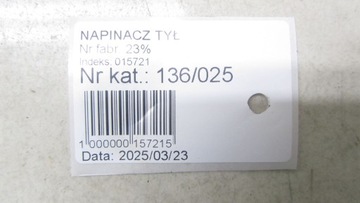 NAPINACZ TYŁ
Nr fabr. 23%
Indeks: 015721
Nr kat.: 136/025
1 000000 157215
Data: 2025/03/23